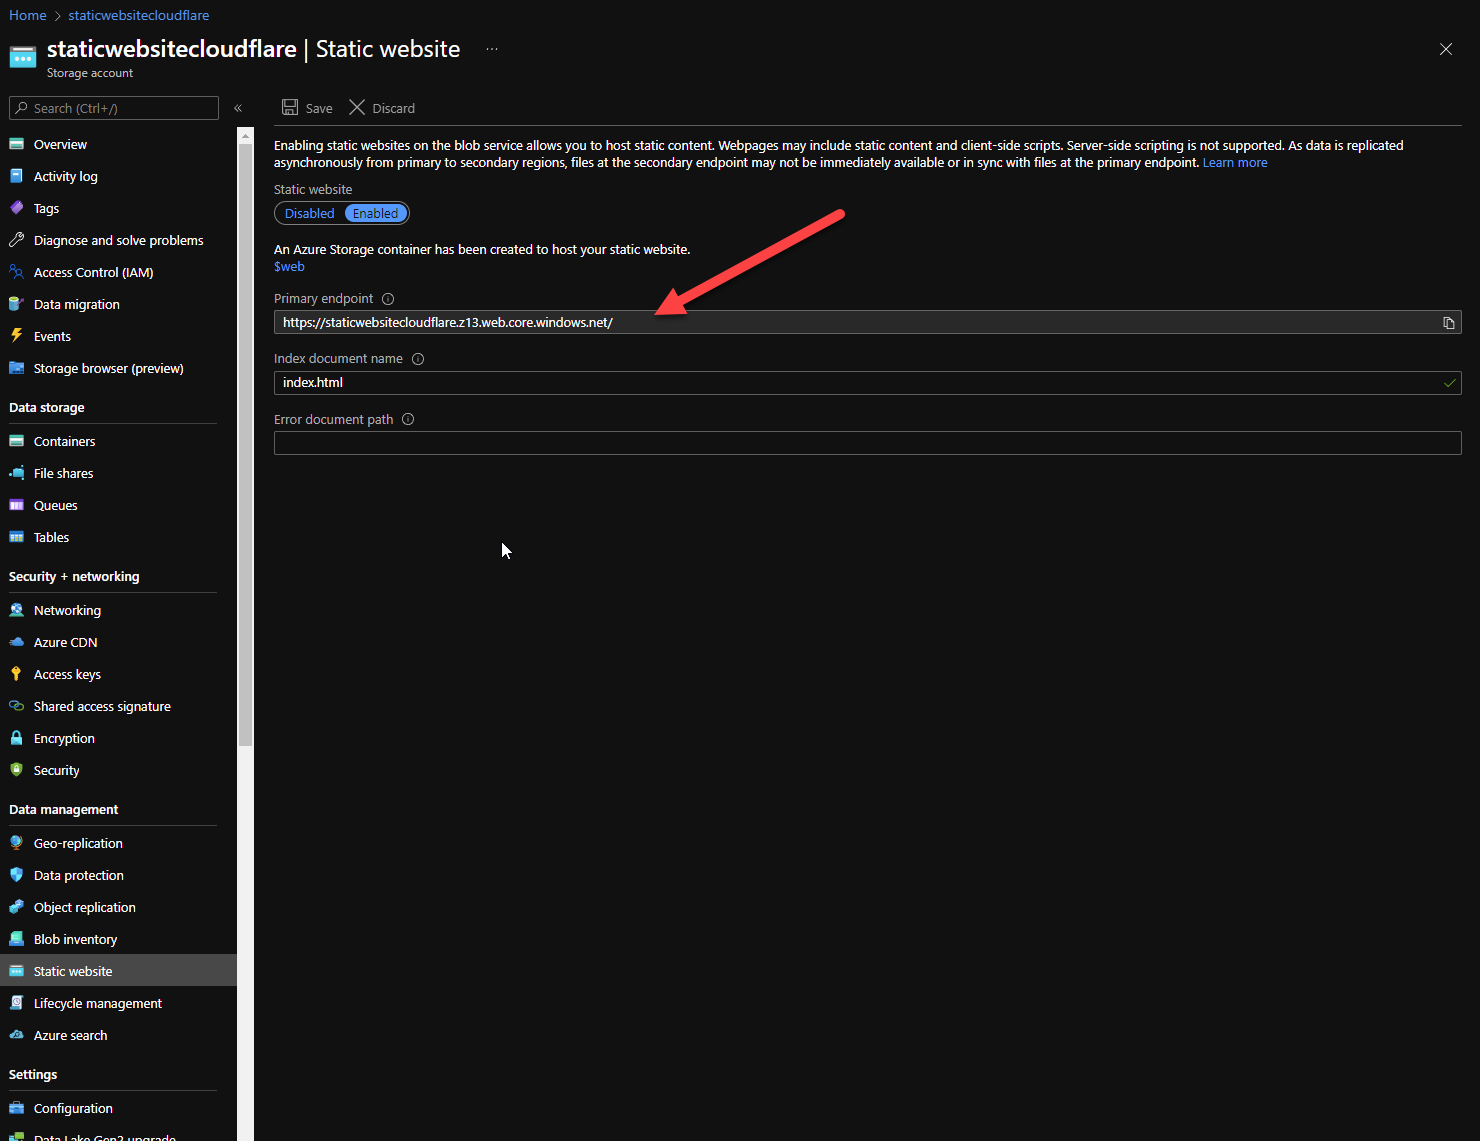 Home > staticwebsitecloudflare
staticwebsitecloudflare | Static website ...
Storage account
Search (Ctrl+/)
«
Save
Discard
Overview
Activity log
Tags
Diagnose and solve problems
Access Control (IAM)
Data migration
Events
Storage browser (preview)
Data storage
Containers
File shares
Queues
Tables
Security + networking
Networking
Azure CDN
Access keys
Shared access signature
Encryption
Security
Data management
Geo-replication
Data protection
Object replication
Blob inventory
Static website
Lifecycle management
Azure search
Settings
Configuration
Data Lake Gen2 upgrade
Enabling static websites on the blob service allows you to host static content. Webpages may include static content and client-side scripts. Server-side scripting is not supported. As data is replicated
asynchronously from primary to secondary regions, files at the secondary endpoint may not be immediately available or in sync with files at the primary endpoint. Learn more
Static website
Disabled Enabled
An Azure Storage container has been created to host your static website.
$web
Primary endpoint
https://staticwebsitecloudflare.z13.web.core.windows.net/
Index document name
index.html
Error document path